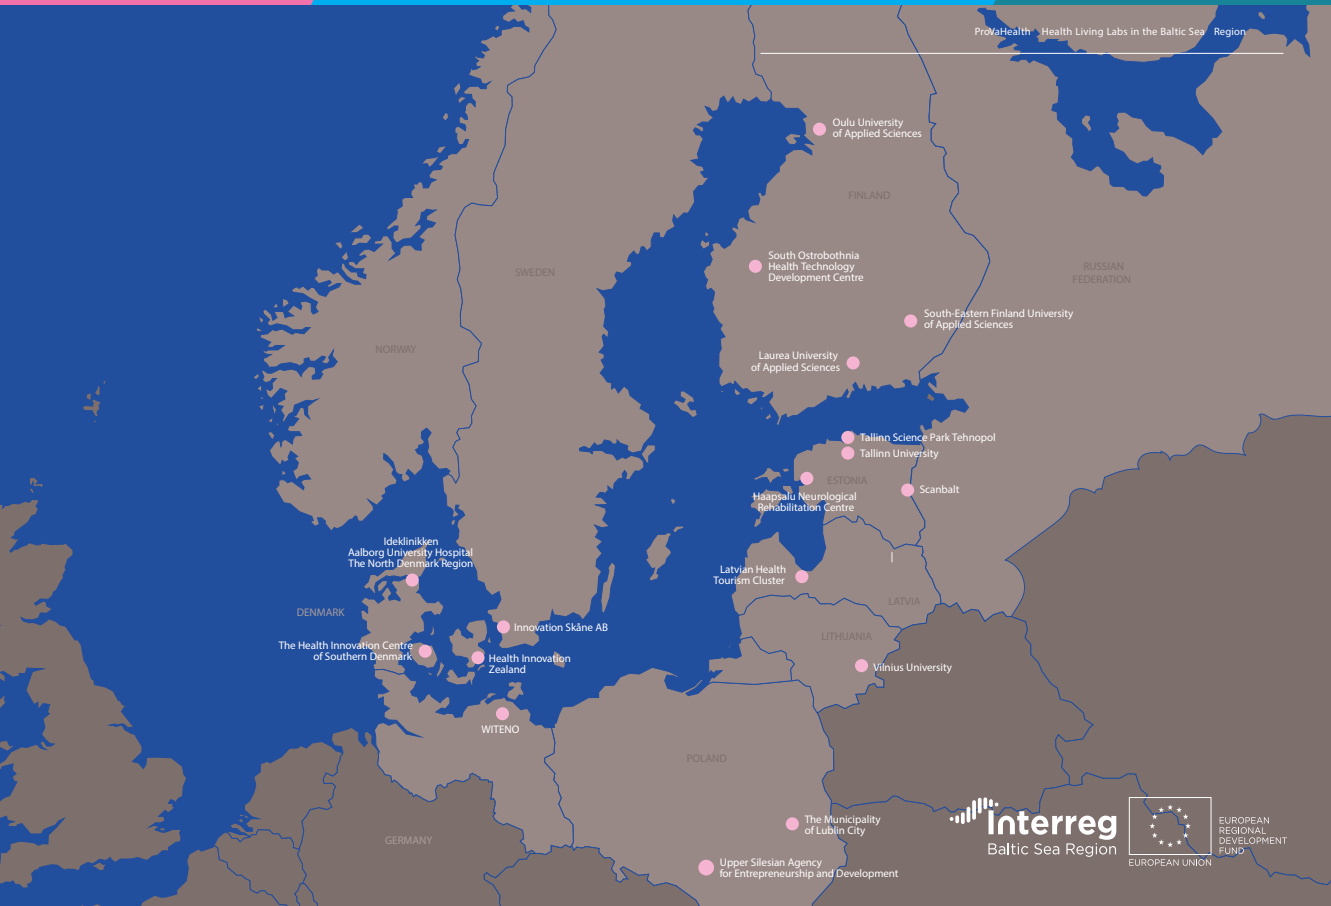 ProVaHealth Health Living Labs in the Baltic Sea Region
Oulu University
of Applied Sciences
FINLAND
South Ostrobothnia
Health Technology
Development Centre
SWEDEN
RUSSIAN
FEDERATION
South-Eastern Finland University
of Applied Sciences
NORWAY
Laurea University
of Applied Sciences
Tallinn Science Park Tehnopol
Tallinn University
ESTONIA
Scanbalt
Haapsalu Neurological
Rehabilitation Centre
Ideklinikken
Aalborg University Hospital
The North Denmark Region
Latvian Health
Tourism Cluster
LATVIA
DENMARK
Innovation Skåne AB
LITHUANIA
The Health Innovation Centre
of Southern Denmark
Health Innovation
Zealand
Vilnius University
WITENO
POLAND
The Municipality
of Lublin City
GERMANY
Upper Silesian Agency
for Entrepreneurship and Development
Interreg
Baltic Sea Region
EUROPEAN UNION
EUROPEAN
REGIONAL
DEVELOPMENT
FUND